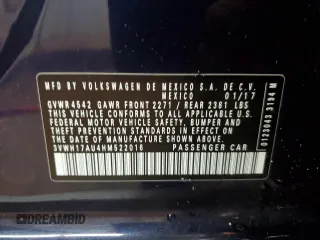 MFD BY VOLKSWAGEN DE MEXICO S.A. DE C.V.
MEXICO 01/17
GVWR 4542 GAWR FRONT 2271 / REAR 2381 LBS
THIS VEHICLE CONFORMS TO ALL APPLICABLE
FEDERAL MOTOR VEHICLE SAFETY, BUMPER AND THEFT
PREVENTION STANDARDS IN EFFECT ON THE DATE OF
MANUFACTURE SHOWN ABOVE.
3VWH17AU4HM522016 PASSENGER CAR
0123043 3194 M
DREAMBID